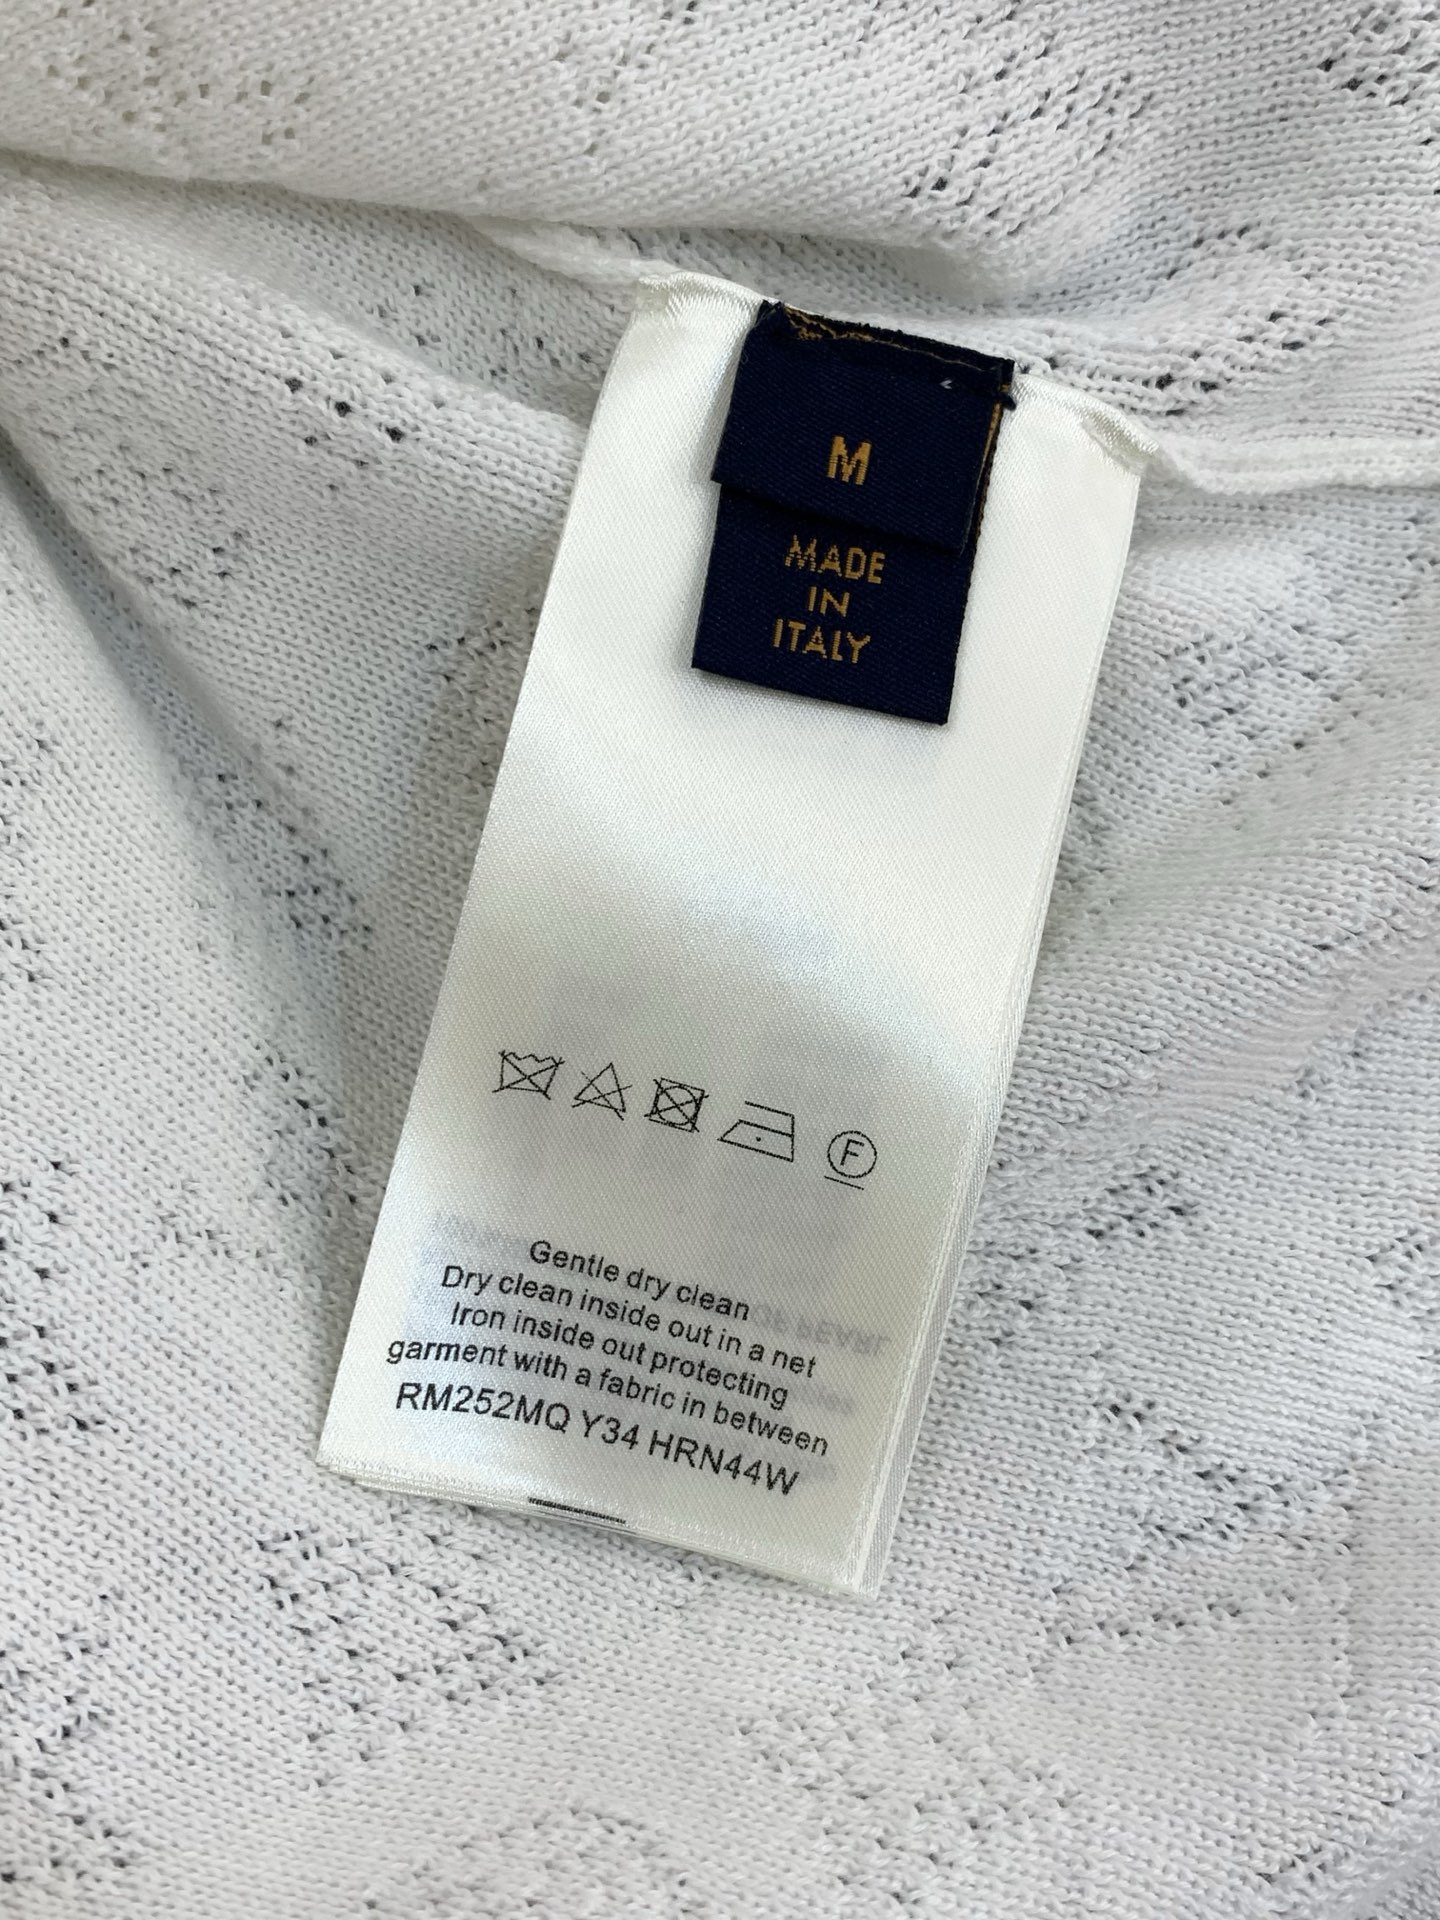 M
MADE
IN
ITALY
F
Gentle dry clean
Dry clean inside out in a net
Iron inside out protecting
garment with a fabric in between
RM252MQ Y34 HRN44W